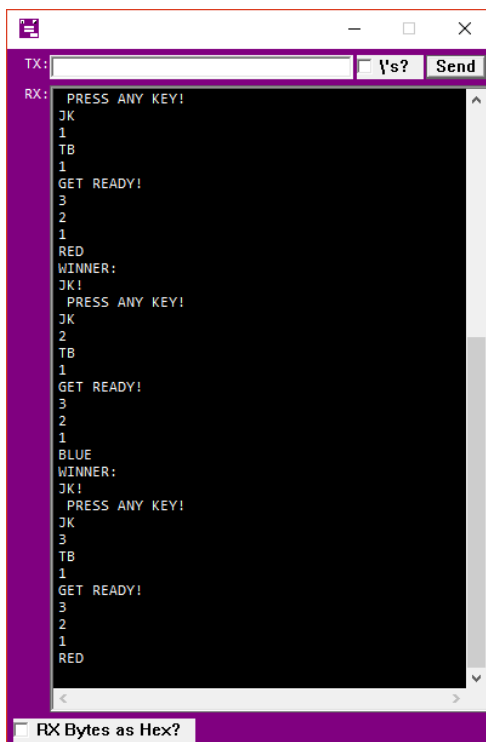 TX:
\'s?
Send
RX:
PRESS ANY KEY!
JK
1
TB
1
GET READY!
3
2
1
RED
WINNER:
JK!
PRESS ANY KEY!
JK
2
TB
1
GET READY!
3
2
1
BLUE
WINNER:
JK!
PRESS ANY KEY!
JK
3
TB
1
GET READY!
3
2
1
RED
RX Bytes as Hex?